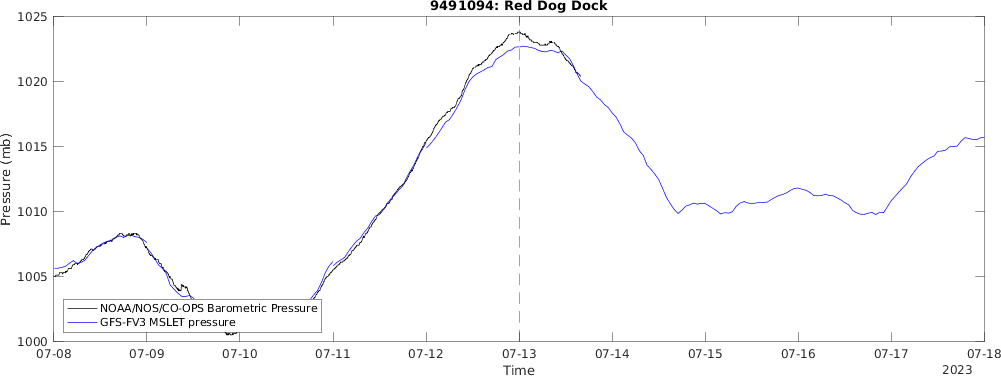 9491094: Red Dog Dock
Pressure (mb)
1025
1020
1015
1010
1005
1000
NOAA/NOS/CO-OPS Barometric Pressure
GFS-FV3 MSLET pressure
07-08 07-09 07-10 07-11 07-12 07-13 07-14 07-15 07-16 07-17 07-18
Time
2023